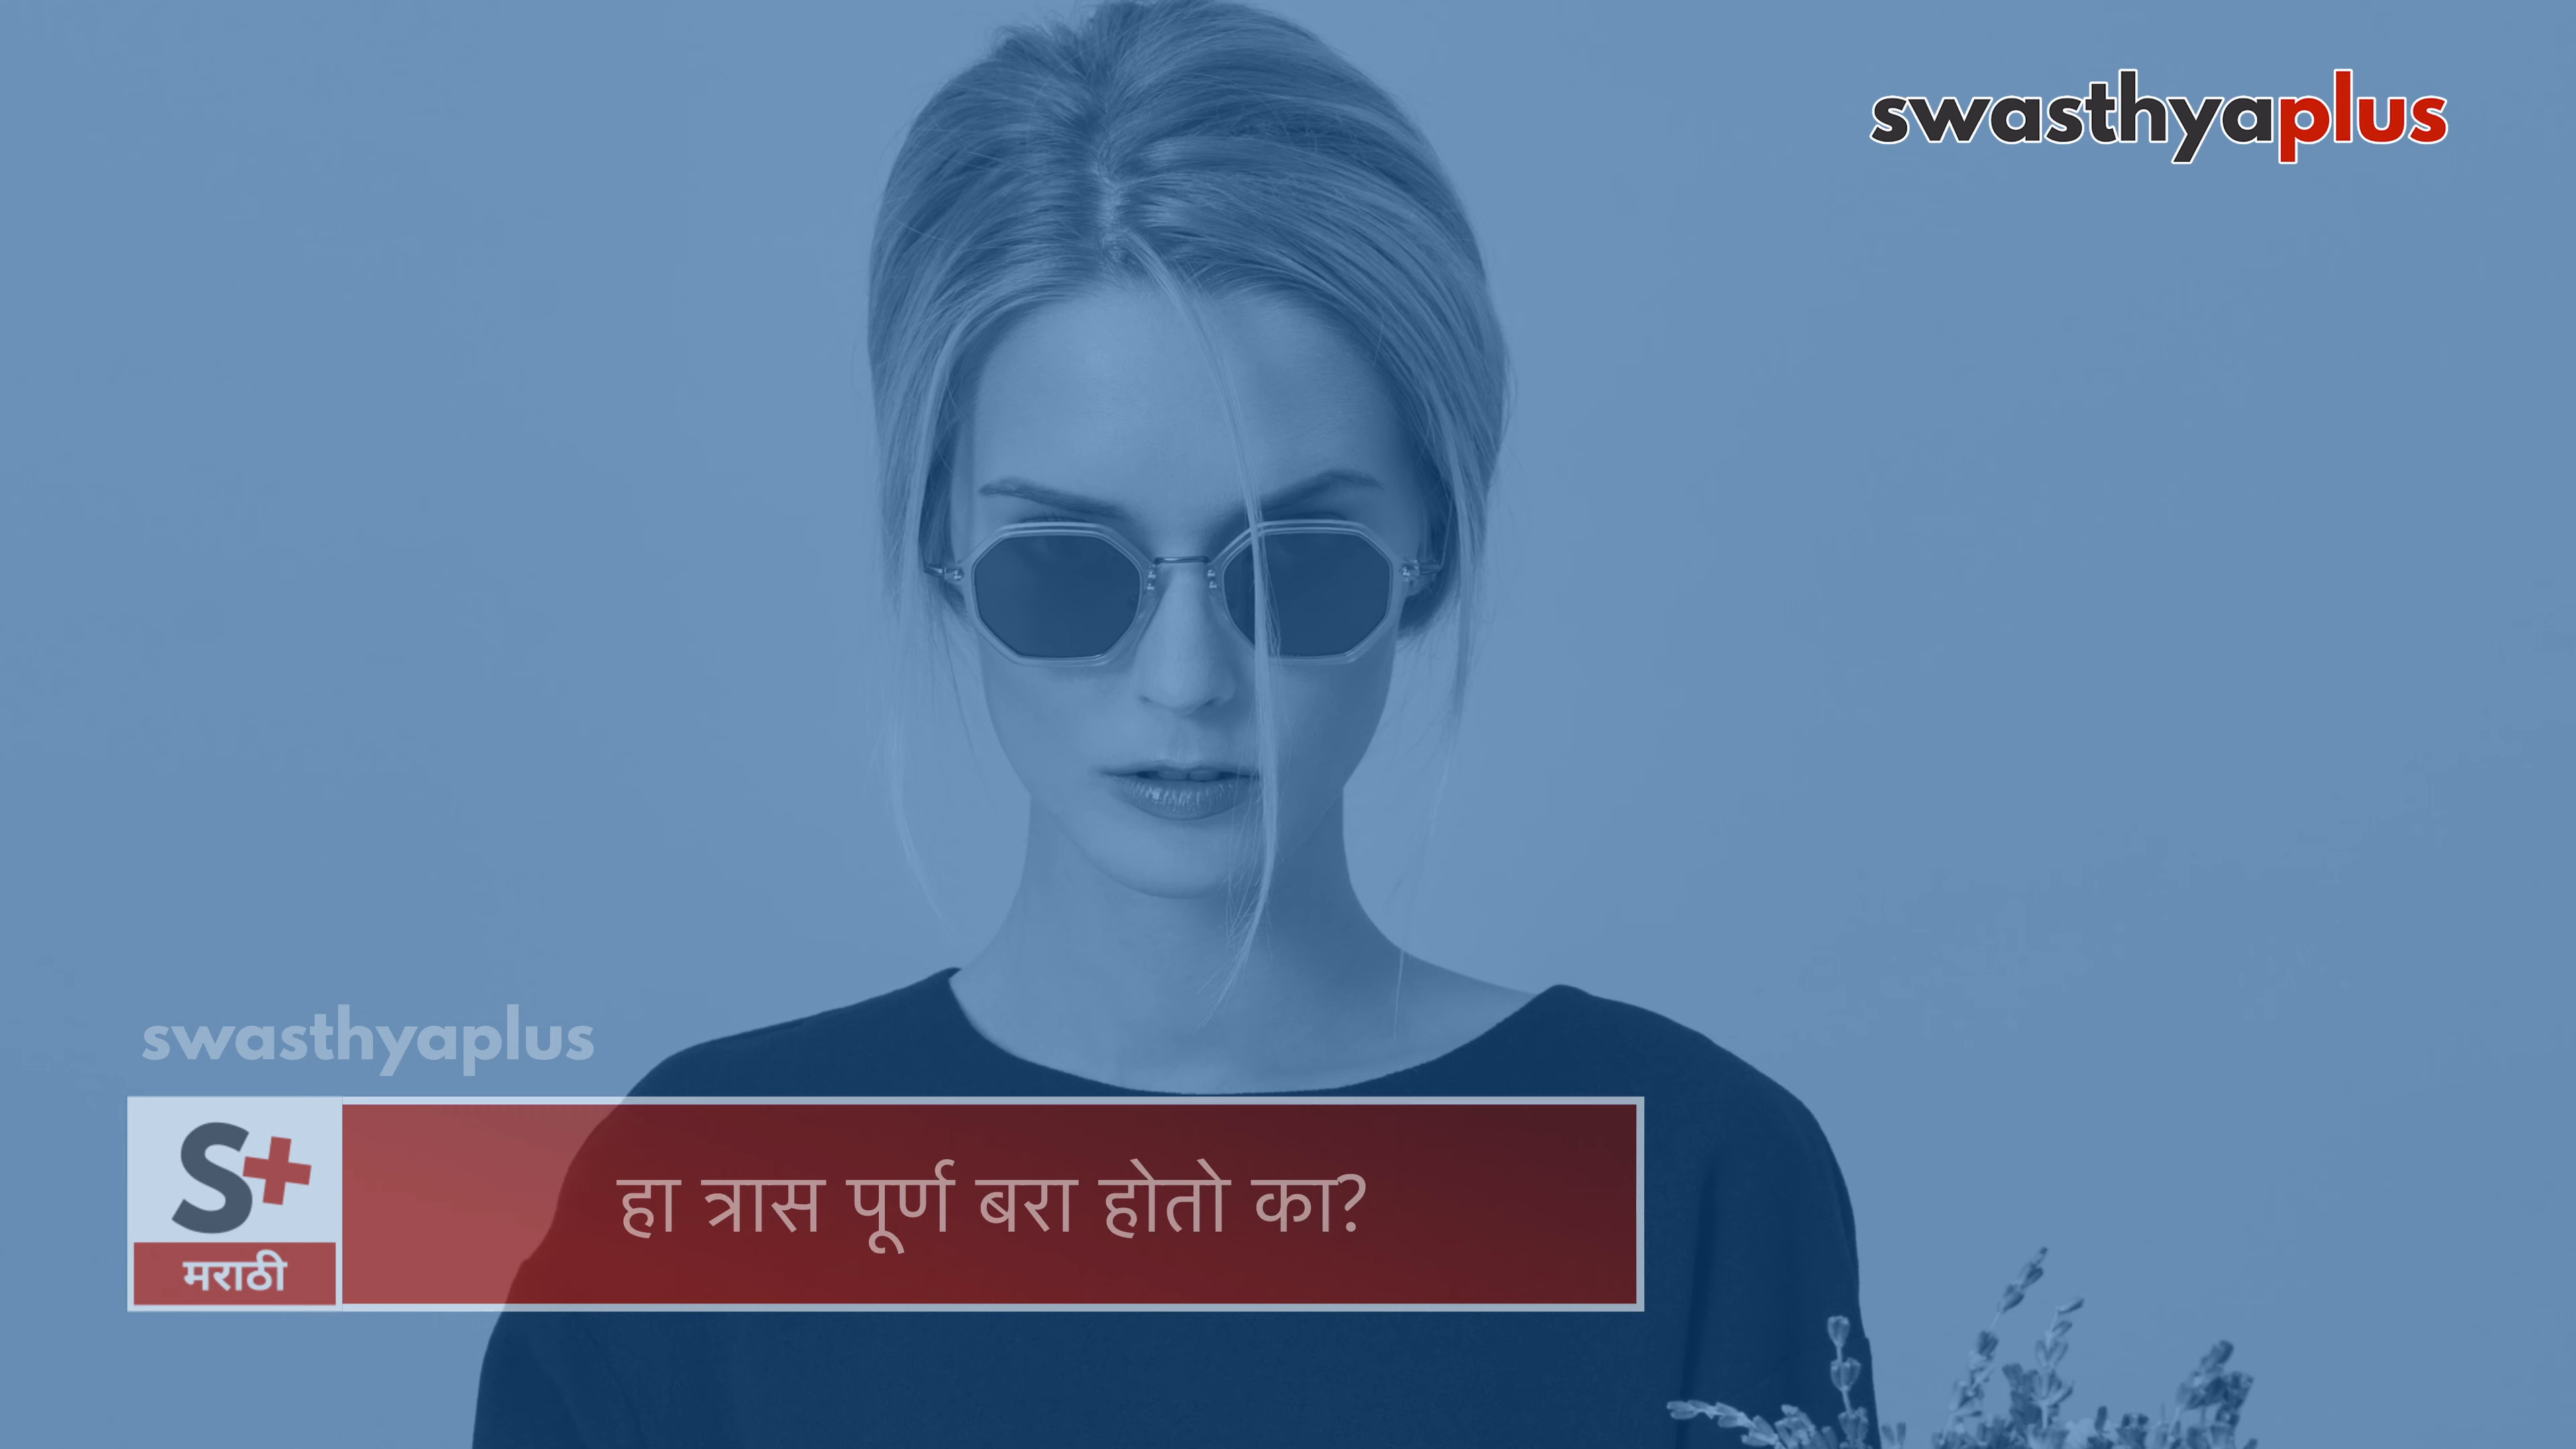 swasthyaplus
swasthyaplus
S+
मराठी
हा त्रास पूर्ण बरा होतो का?